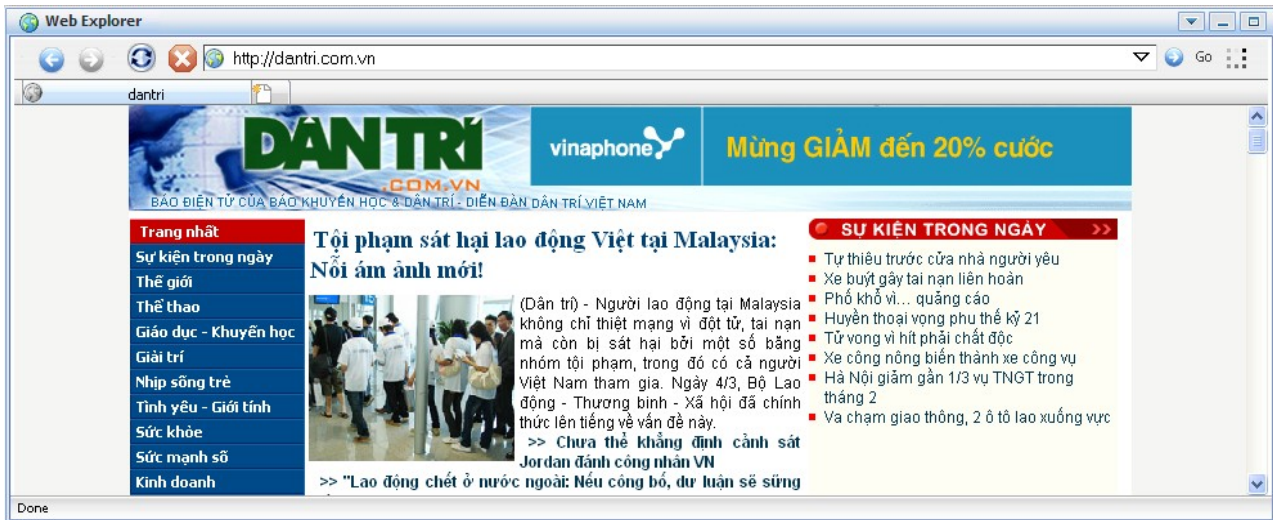 Web Explorer
http://dantri.com.vn
Go
dantri
DÂN TRÍ
.COM.VN
BÁO ĐIỆN TỬ CỦA BÁO KHUYẾN HỌC & DÂN TRÍ - DIỄN ĐÀN DÂN TRÍ VIỆT NAM
vinaphone
Mừng GIẢM đến 20% cước
Trang nhất
Sự kiện trong ngày
Thế giới
Thể thao
Giáo dục - Khuyến học
Giải trí
Nhịp sống trẻ
Tình yêu - Giới tính
Sức khỏe
Sức mạnh số
Kinh doanh
Tội phạm sát hại lao động Việt tại Malaysia:
Nỗi ám ảnh mới!
(Dân trí) - Người lao động tại Malaysia
không chỉ thiệt mạng vì đột tử, tai nạn
mà còn bị sát hại bởi một số băng
nhóm tội phạm, trong đó có cả người
Việt Nam tham gia. Ngày 4/3, Bộ Lao
động - Thương binh - Xã hội đã chính
thức lên tiếng về vấn đề này.
>> Chưa thể khẳng định cảnh sát
Jordan đánh công nhân VN
>> "Lao động chết ở nước ngoài: Nếu công bố, dư luận sẽ sững
SỰ KIỆN TRONG NGÀY >>
Tự thiêu trước cửa nhà người yêu
Xe buýt gây tai nạn liên hoàn
Phố khổ vì... quảng cáo
Huyền thoại vọng phu thế kỷ 21
Tử vong vì hít phải chất độc
Xe công nông biến thành xe công vụ
Hà Nội giảm gần 1/3 vụ TNGT trong
tháng 2
Va chạm giao thông, 2 ô tô lao xuống vực
Done